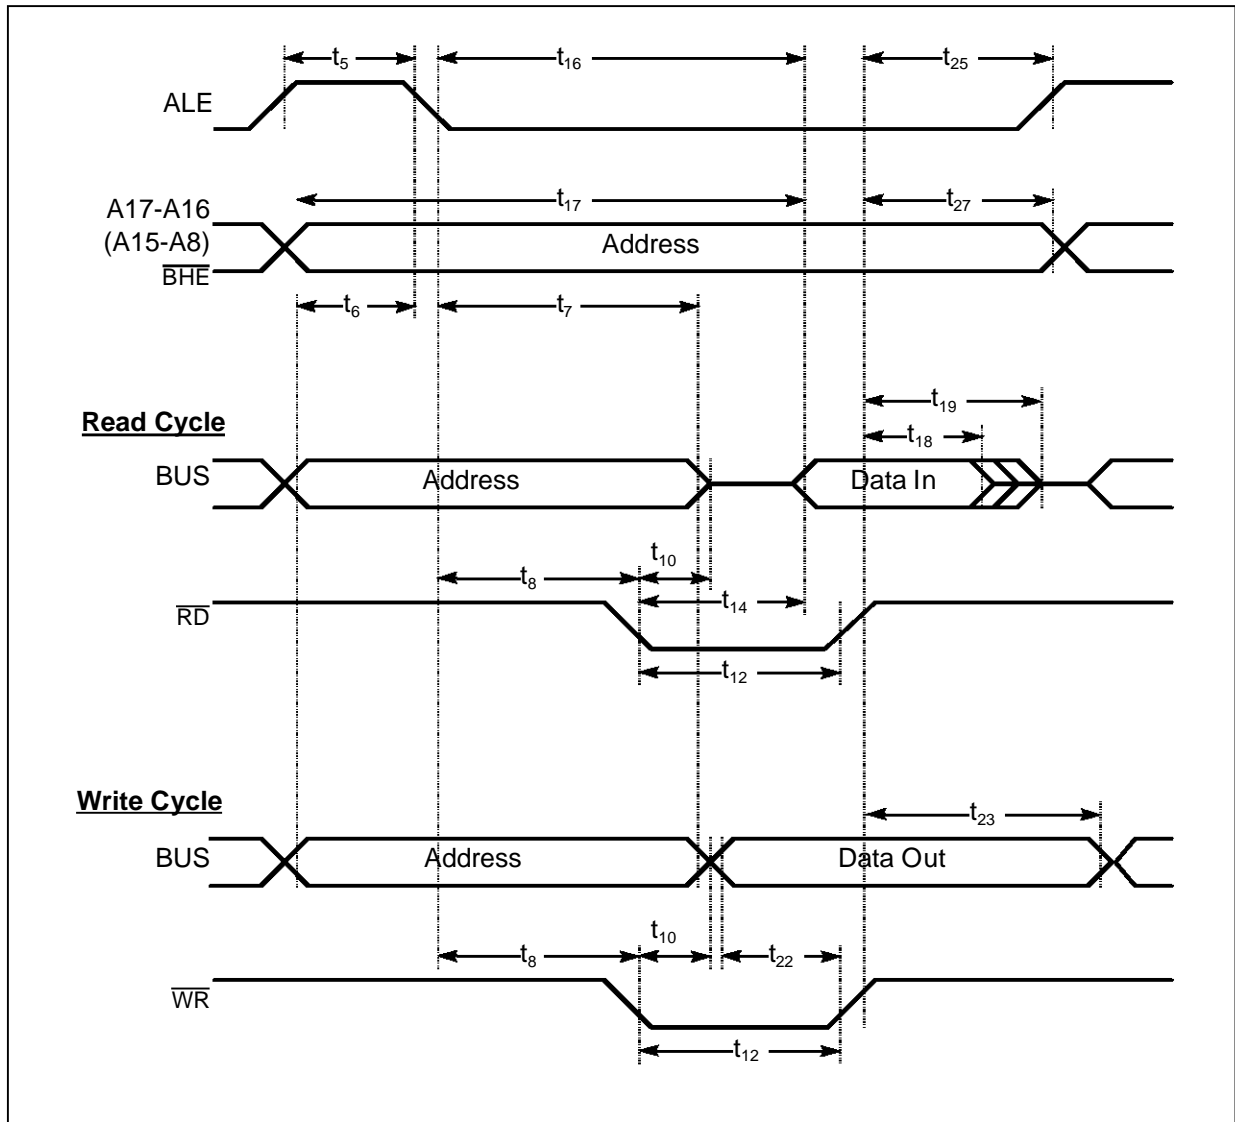 t5 t16 t25
ALE
A17-A16
(A15-A8)
BHE
t17 t27
Address
t6 t7
t19
Read Cycle
t18
BUS
Address
Data In
t10
t8
t14
RD
t12
Write Cycle
t23
BUS
Address
Data Out
t10
t8
t22
WR
t12